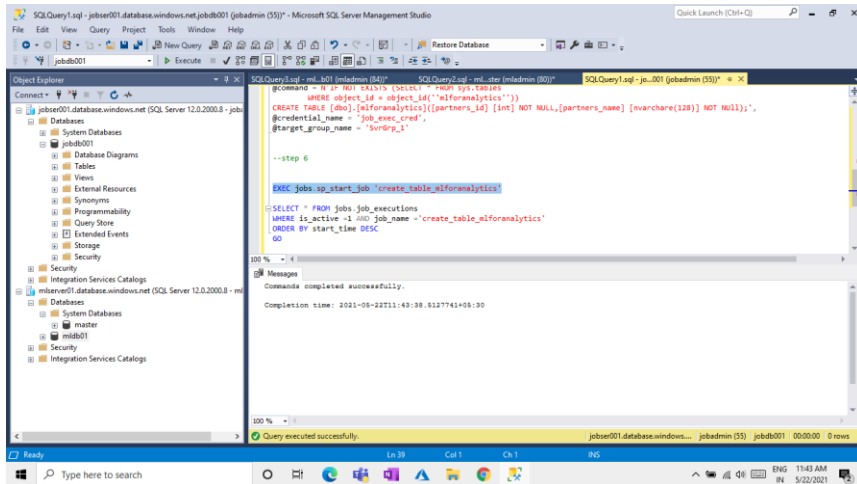 SQLQuery1.sql - jobser001.database.windows.net.jobdb001 (jobadmin (55))* - Microsoft SQL Server Management Studio
Quick Launch (Ctrl+Q)
File Edit View Query Project Tools Window Help
New Query
Restore Database
jobdb001
Execute
Object Explorer
SQLQuery3.sql - ml...b01 (mladmin (84))*
SQLQuery2.sql - ml...ster (mladmin (80))*
SQLQuery1.sql - jo...001 (jobadmin (55))*
Connect
jobser001.database.windows.net (SQL Server 12.0.2000.8 - joba
Databases
System Databases
jobdb001
Database Diagrams
Tables
Views
External Resources
Synonyms
Programmability
Query Store
Extended Events
Storage
Security
Security
Integration Services Catalogs
mlserver01.database.windows.net (SQL Server 12.0.2000.8 - ml
Databases
System Databases
master
mldb01
Security
Integration Services Catalogs
@command = N'IF NOT EXISTS (SELECT * FROM sys.tables
WHERE object_id = object_id(''mlforanalytics''))
CREATE TABLE [dbo].[mlforanalytics]([partners_id] [int] NOT NULL,[partners_name] [nvarchar(128)] NOT NUll);',
@credential_name = 'job_exec_cred',
@target_group_name = 'SvrGrp_1'
--step 6
EXEC jobs.sp_start_job 'create_table_mlforanalytics'
SELECT * FROM jobs.job_executions
WHERE is_active =1 AND job_name ='create_table_mlforanalytics'
ORDER BY start_time DESC
GO
100 %
Messages
Commands completed successfully.
Completion time: 2021-05-22T11:43:38.5127741+05:30
100 %
Query executed successfully.
jobser001.database.windows....
jobadmin (55)
jobdb001
00:00:00
0 rows
Ready
Ln 39
Col 1
Ch 1
INS
Type here to search
ENG
IN
11:43 AM
5/22/2021